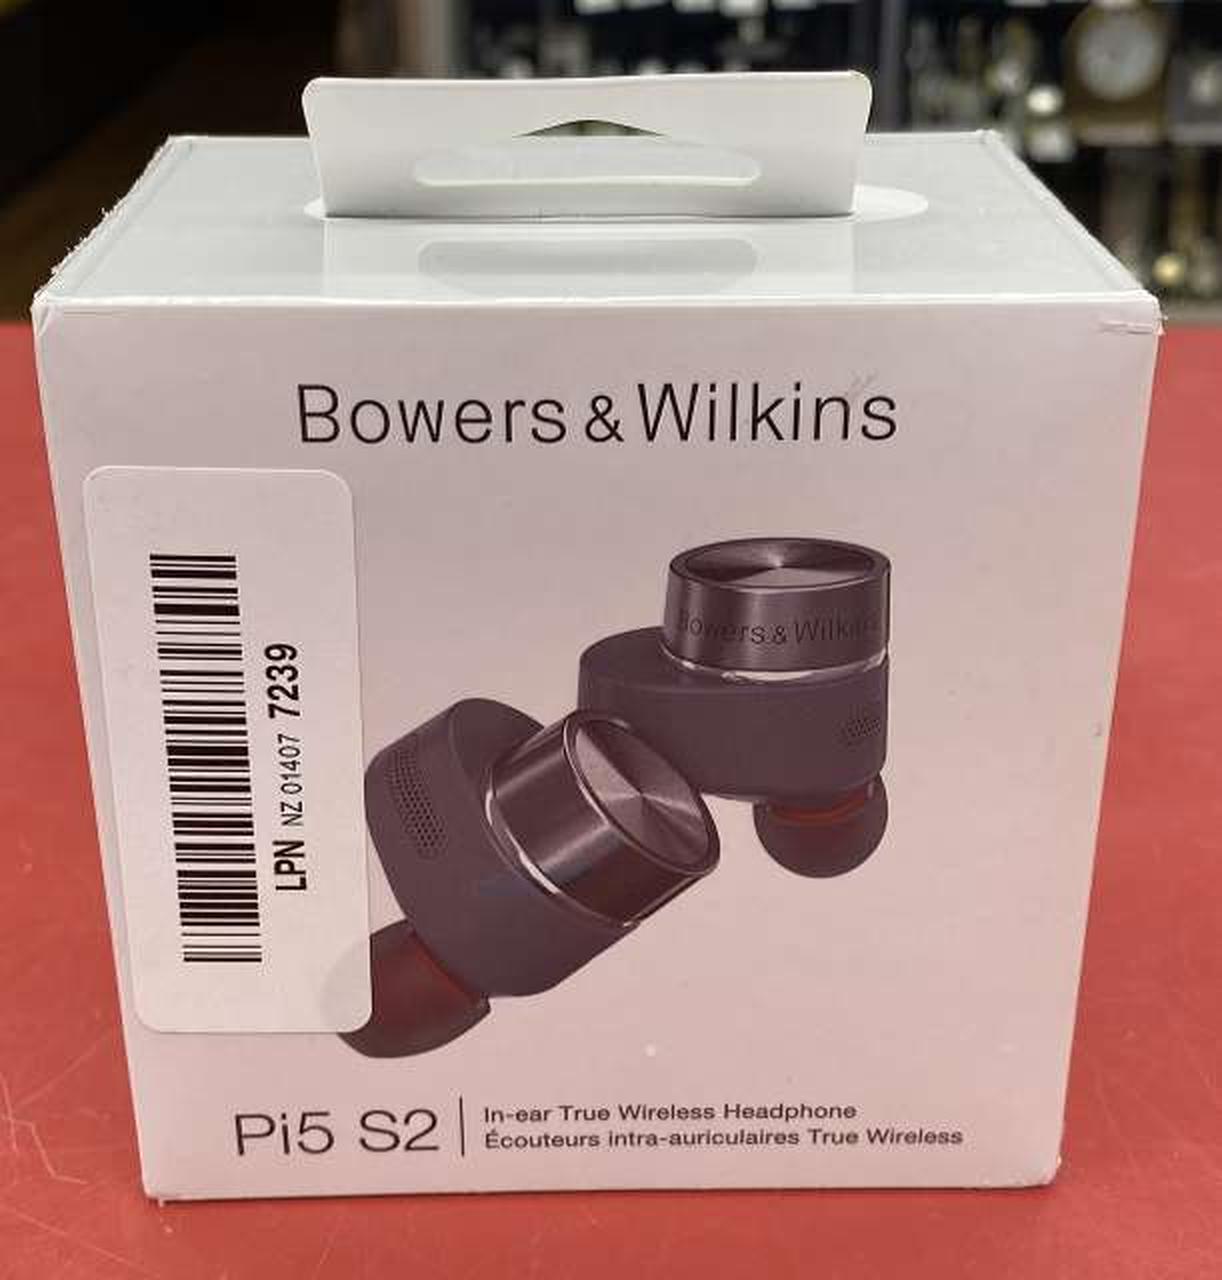 Bowers & Wilkins
Bowers & Wilkins
LPN NZ 01407 7239
Pi5 S2
In-ear True Wireless Headphone
Écouteurs intra-auriculaires True Wireless